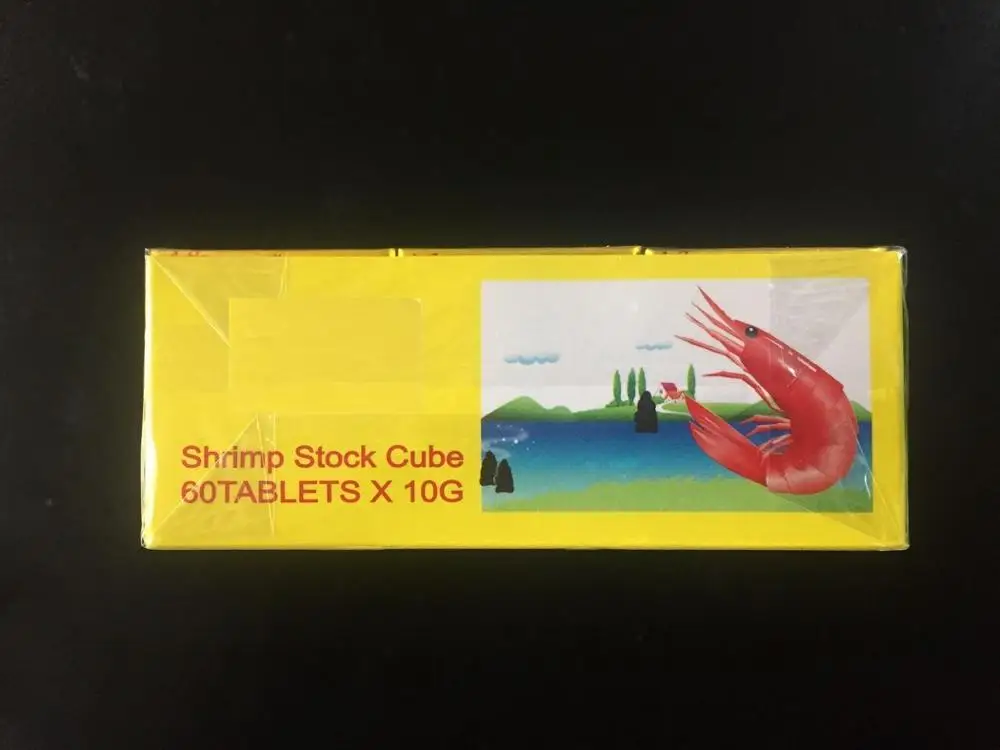 Shrimp Stock Cube
60TABLETS X 10G